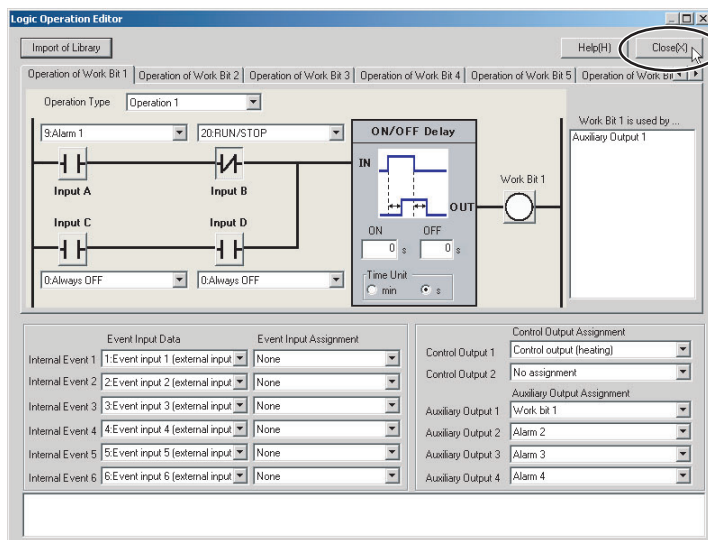 Logic Operation Editor
Import of Library
Help(H)
Close(X)
Operation of Work Bit 1
Operation of Work Bit 2
Operation of Work Bit 3
Operation of Work Bit 4
Operation of Work Bit 5
Operation of Work
Operation Type
Operation 1
9:Alarm 1
20:RUN/STOP
Input A
Input B
Input C
Input D
0:Always OFF
0:Always OFF
ON/OFF Delay
IN
OUT
ON
OFF
0 s
0 s
Time Unit
min
s
Work Bit 1
Work Bit 1 is used by ...
Auxiliary Output 1
Event Input Data
Event Input Assignment
Internal Event 1 1:Event input 1 (external input None
Internal Event 2 2:Event input 2 (external input None
Internal Event 3 3:Event input 3 (external input None
Internal Event 4 4:Event input 4 (external input None
Internal Event 5 5:Event input 5 (external input None
Internal Event 6 6:Event input 6 (external input None
Control Output Assignment
Control Output 1 Control output (heating)
Control Output 2 No assignment
Auxiliary Output Assignment
Auxiliary Output 1 Work bit 1
Auxiliary Output 2 Alarm 2
Auxiliary Output 3 Alarm 3
Auxiliary Output 4 Alarm 4